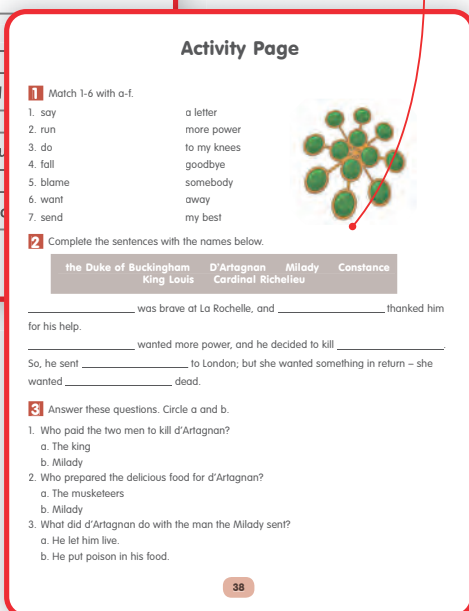 Activity Page
1 Match 1-6 with a-f.
1. say a letter
2. run more power
3. do to my knees
4. fall goodbye
5. blame somebody
6. want away
7. send my best
2 Complete the sentences with the names below.
the Duke of Buckingham D'Artagnan Milady Constance
King Louis Cardinal Richelieu
____________________ was brave at La Rochelle, and ____________________ thanked him
for his help.
____________________ wanted more power, and he decided to kill ____________________.
So, he sent ____________________ to London; but she wanted something in return – she
wanted ____________________ dead.
3 Answer these questions. Circle a and b.
1. Who paid the two men to kill d'Artagnan?
a. The king
b. Milady
2. Who prepared the delicious food for d'Artagnan?
a. The musketeers
b. Milady
3. What did d'Artagnan do with the man the Milady sent?
a. He let him live.
b. He put poison in his food.
38